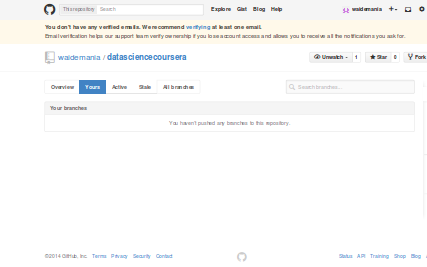 This repository Search Explore Gist Blog Help waldemania
You don't have any verified emails. We recommend verifying at least one email.
Email verification helps our support team verify ownership if you lose account access and allows you to receive all the notifications you ask for.
waldemania / datasciencecoursera Unwatch 1 Star 0 Fork
Overview Yours Active Stale All branches Search branches...
Your branches
You haven't pushed any branches to this repository.
©2014 GitHub, Inc. Terms Privacy Security Contact Status API Training Shop Blog